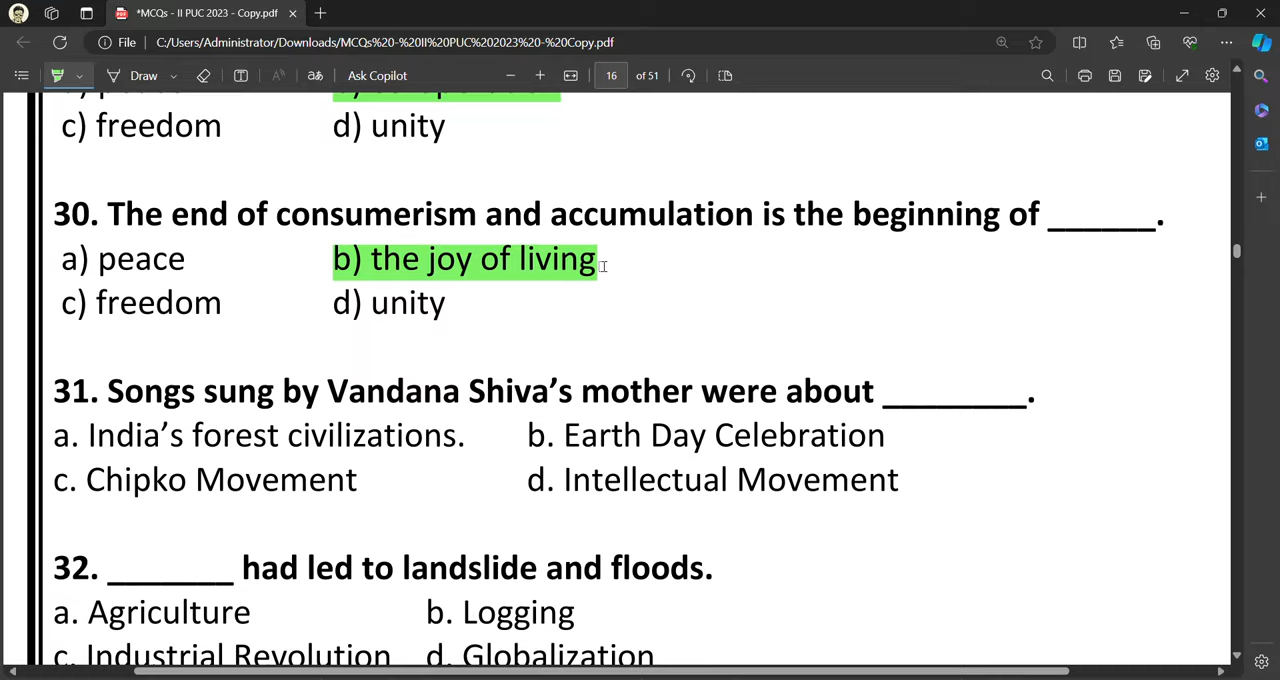 *MCQs - II PUC 2023 - Copy.pdf
File C:/Users/Administrator/Downloads/MCQs%20-%20II%20PUC%202023%20-%20Copy.pdf
Draw Ask Copilot 16 of 51
c) freedom d) unity
30. The end of consumerism and accumulation is the beginning of ______.
a) peace b) the joy of living
c) freedom d) unity
31. Songs sung by Vandana Shiva’s mother were about ________.
a. India’s forest civilizations. b. Earth Day Celebration
c. Chipko Movement d. Intellectual Movement
32. _______ had led to landslide and floods.
a. Agriculture b. Logging
c. Industrial Revolution d. Globalization